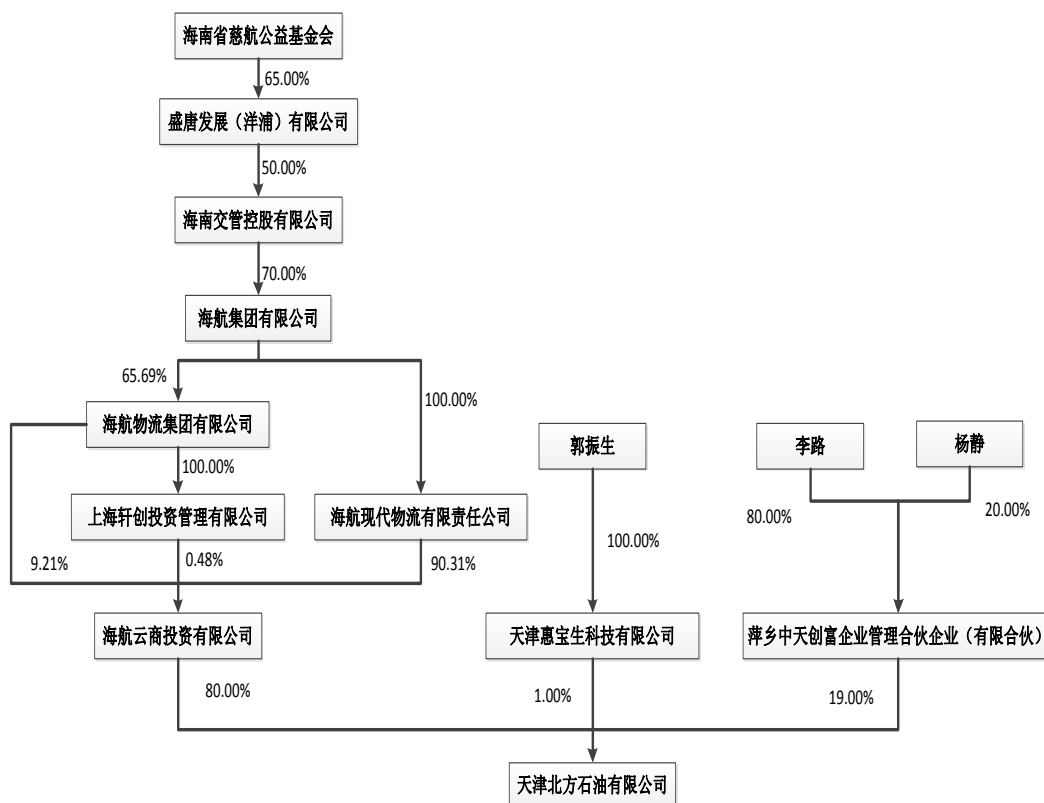 海南省慈航公益基金会
65.00%
盛唐发展（洋浦）有限公司
50.00%
海南交管控股有限公司
70.00%
海航集团有限公司
65.69%
100.00%
海航物流集团有限公司
郭振生
李路
杨静
100.00%
上海轩创投资管理有限公司
海航现代物流有限责任公司
80.00%
20.00%
100.00%
9.21%
0.48%
90.31%
海航云商投资有限公司
天津惠宝生科技有限公司
萍乡中天创富企业管理合伙企业（有限合伙）
80.00%
1.00%
19.00%
天津北方石油有限公司